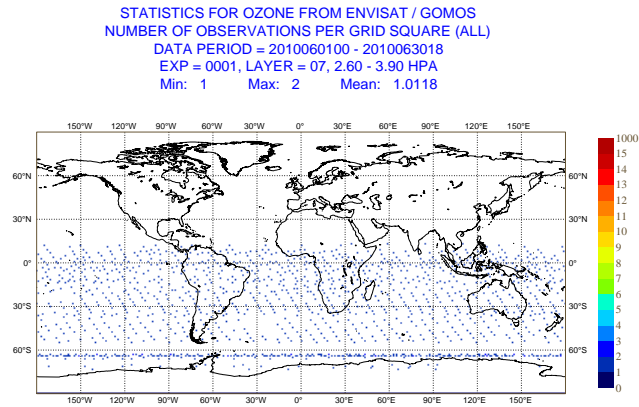 STATISTICS FOR OZONE FROM ENVISAT / GOMOS
NUMBER OF OBSERVATIONS PER GRID SQUARE (ALL)
DATA PERIOD = 2010060100 - 2010063018
EXP = 0001, LAYER = 07, 2.60 - 3.90 HPA
Min: 1 Max: 2 Mean: 1.0118
150°W 120°W 90°W 60°W 30°W 0° 30°E 60°E 90°E 120°E 150°E
60°N 60°N
30°N 30°N
0° 0°
30°S 30°S
60°S 60°S
150°W 120°W 90°W 60°W 30°W 0° 30°E 60°E 90°E 120°E 150°E
1000
15
14
13
12
11
10
9
8
7
6
5
4
3
2
1
0